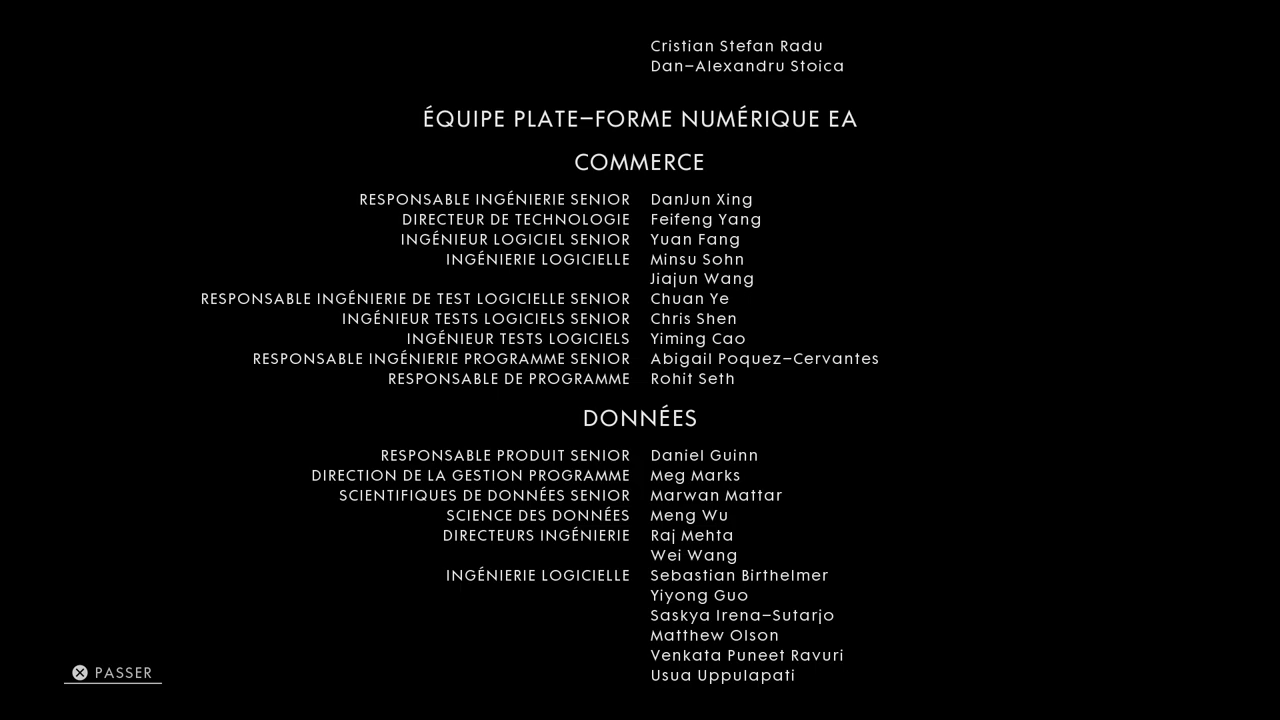 Cristian Stefan Radu
Dan-Alexandru Stoica
ÉQUIPE PLATE-FORME NUMÉRIQUE EA
COMMERCE
RESPONSABLE INGÉNIERIE SENIOR DanJun Xing
DIRECTEUR DE TECHNOLOGIE Feifeng Yang
INGÉNIEUR LOGICIEL SENIOR Yuan Fang
INGÉNIERIE LOGICIELLE Minsu Sohn
Jiajun Wang
RESPONSABLE INGÉNIERIE DE TEST LOGICIELLE SENIOR Chuan Ye
INGÉNIEUR TESTS LOGICIELS SENIOR Chris Shen
INGÉNIEUR TESTS LOGICIELS Yiming Cao
RESPONSABLE INGÉNIERIE PROGRAMME SENIOR Abigail Poquez-Cervantes
RESPONSABLE DE PROGRAMME Rohit Seth
DONNÉES
RESPONSABLE PRODUIT SENIOR Daniel Guinn
DIRECTION DE LA GESTION PROGRAMME Meg Marks
SCIENTIFIQUES DE DONNÉES SENIOR Marwan Mattar
SCIENCE DES DONNÉES Meng Wu
DIRECTEURS INGÉNIERIE Raj Mehta
Wei Wang
INGÉNIERIE LOGICIELLE Sebastian Birthelmer
Yiyong Guo
Saskya Irena-Sutarjo
Matthew Olson
Venkata Puneet Ravuri
Usua Uppulapati
PASSER